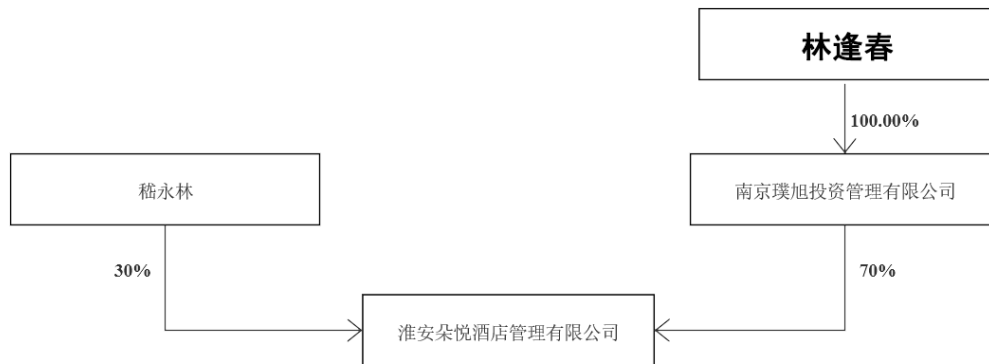 林逢春
100.00%
嵇永林
南京璞旭投资管理有限公司
30%
70%
淮安朵悦酒店管理有限公司